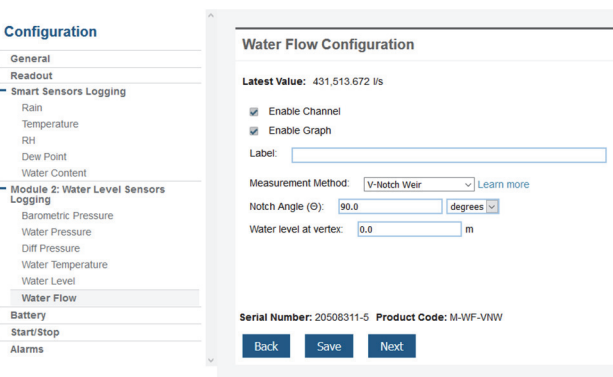 Configuration
General
Readout
Smart Sensors Logging
Rain
Temperature
RH
Dew Point
Water Content
Module 2: Water Level Sensors
Logging
Barometric Pressure
Water Pressure
Diff Pressure
Water Temperature
Water Level
Water Flow
Battery
Start/Stop
Alarms
Water Flow Configuration
Latest Value: 431,513.672 l/s
Enable Channel
Enable Graph
Label:
Measurement Method: V-Notch Weir Learn more
Notch Angle (Θ): 90.0 degrees
Water level at vertex: 0.0 m
Serial Number: 20508311-5 Product Code: M-WF-VNW
Back Save Next